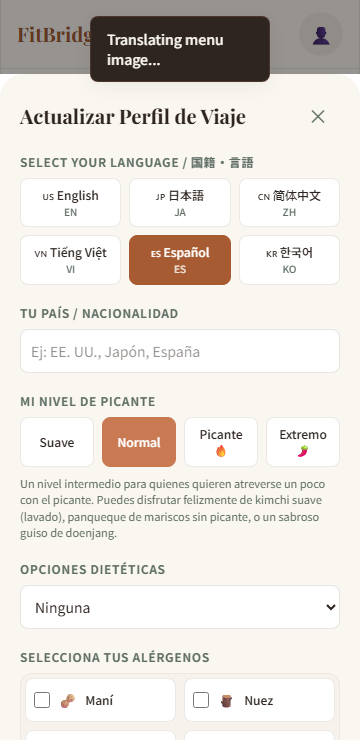 FitBridg
Translating menu
image...
Actualizar Perfil de Viaje
SELECT YOUR LANGUAGE / 国籍・言語
US English
EN
JP 日本語
JA
CN 简体中文
ZH
VN Tiếng Việt
VI
ES Español
ES
KR 한국어
KO
TU PAÍS / NACIONALIDAD
Ej: EE. UU., Japón, España
MI NIVEL DE PICANTE
Suave
Normal
Picante
Extremo
Un nivel intermedio para quienes quieren atreverse un poco
con el picante. Puedes disfrutar felizmente de kimchi suave
(lavado), panqueque de mariscos sin picante, o un sabroso
guiso de doenjang.
OPCIONES DIETÉTICAS
Ninguna
SELECCIONA TUS ALÉRGENOS
Maní
Nuez